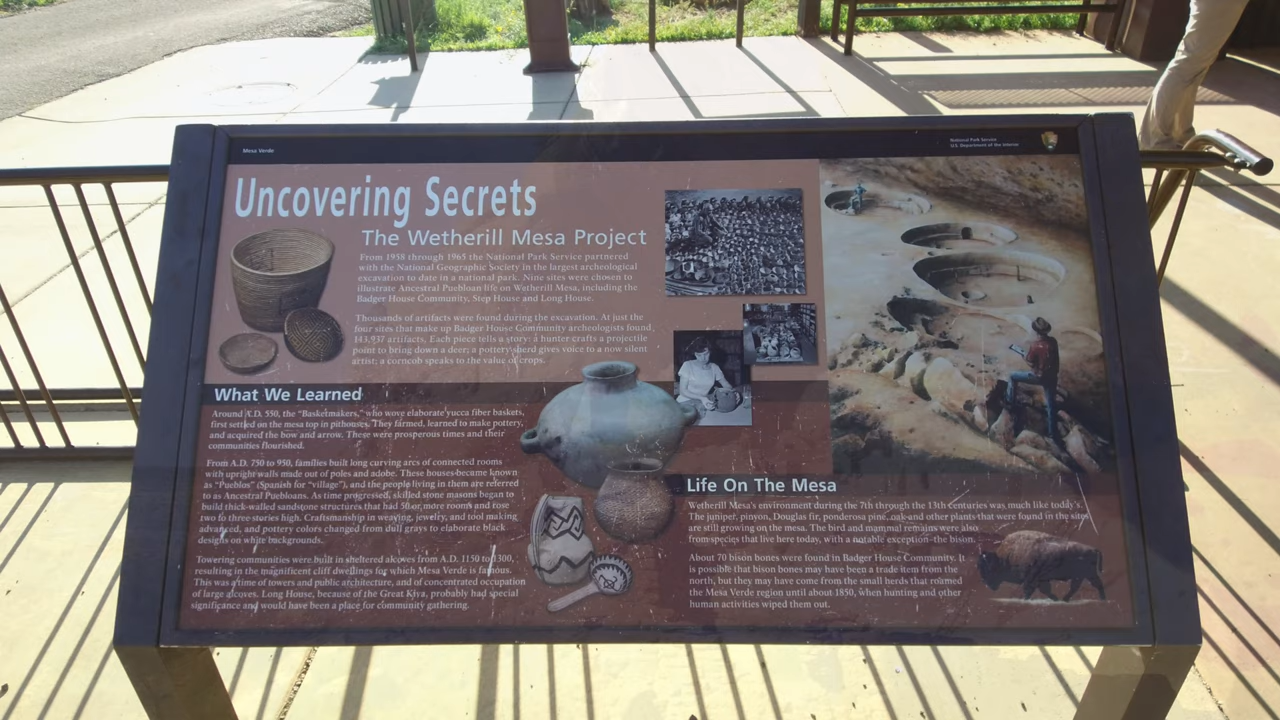 Mesa Verde
National Park Service
U.S. Department of the Interior
Uncovering Secrets
The Wetherill Mesa Project
From 1958 through 1965 the National Park Service partnered
with the National Geographic Society in the largest archeological
excavation to date in a national park. Nine sites were chosen to
illustrate Ancestral Puebloan life on Wetherill Mesa, including the
Badger House Community, Step House and Long House.
Thousands of artifacts were found during the excavation. At just the
four sites that make up Badger House Community archeologists found
143,937 artifacts. Each piece tells a story: a hunter crafts a projectile
point to bring down a deer; a pottery sherd gives voice to a now silent
artist; a corncob speaks to the value of crops.
What We Learned
Around A.D. 550, the "Basketmakers," who wove elaborate yucca fiber baskets,
first settled on the mesa top in pithouses. They farmed, learned to make pottery,
and acquired the bow and arrow. These were prosperous times and their
communities flourished.
From A.D. 750 to 950, families built long curving arcs of connected rooms
with upright walls made out of poles and adobe. These houses became known
as "Pueblos" (Spanish for "village"), and the people living in them are referred
to as Ancestral Puebloans. As time progressed, skilled stone masons began to
build thick-walled sandstone structures that had 50 or more rooms and rose
two to three stories high. Craftsmanship in weaving, jewelry, and tool making
advanced, and pottery colors changed from dull grays to elaborate black
designs on white backgrounds.
Towering communities were built in sheltered alcoves from A.D. 1150 to 1300,
resulting in the magnificent cliff dwellings for which Mesa Verde is famous.
This was a time of towers and public architecture, and of concentrated occupation
of large alcoves. Long House, because of the Great Kiva, probably had special
significance and would have been a place for community gathering.
Life On The Mesa
Wetherill Mesa's environment during the 7th through the 13th centuries was much like today's.
The juniper, pinyon, Douglas fir, ponderosa pine, oak and other plants that were found in the sites
are still growing on the mesa. The bird and mammal remains were also
from species that live here today, with a notable exception-the bison.
About 70 bison bones were found in Badger House Community. It
is possible that bison bones may have been a trade item from the
north, but they may have come from the small herds that roamed
the Mesa Verde region until about 1850, when hunting and other
human activities wiped them out.